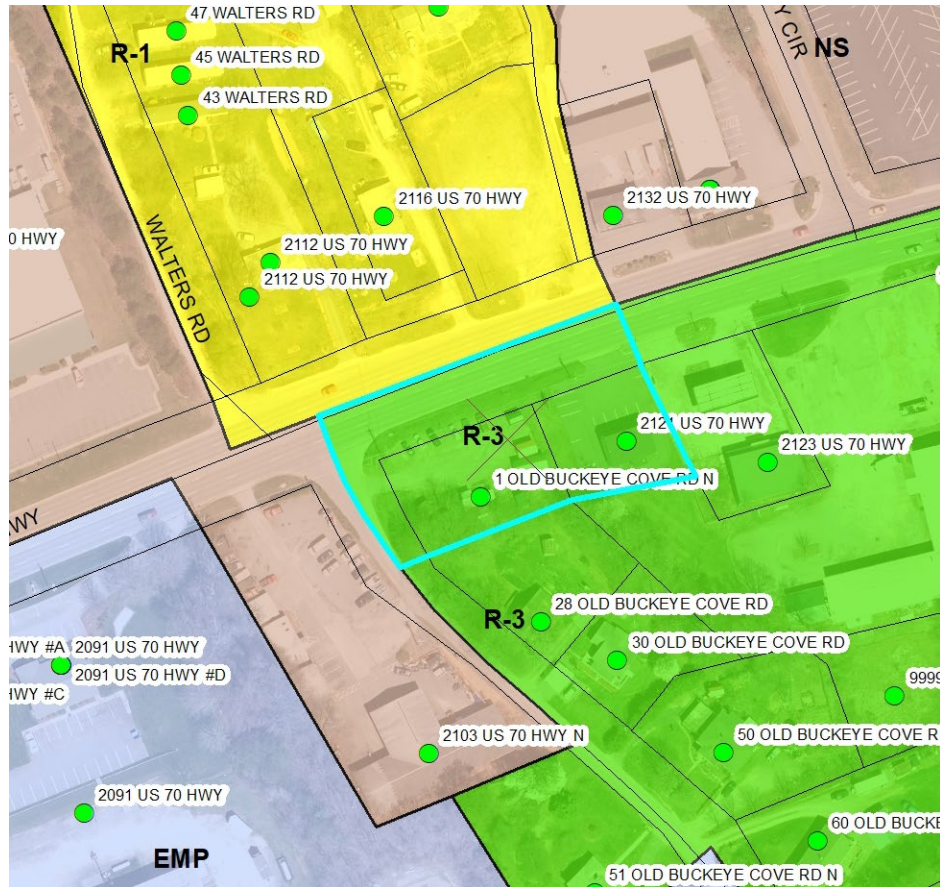 47 WALTERS RD
R-1
Y CIR
NS
45 WALTERS RD
43 WALTERS RD
2116 US 70 HWY
2132 US 70 HWY
0 HWY
WALTERS RD
2112 US 70 HWY
2112 US 70 HWY
R-3
2121 US 70 HWY
2123 US 70 HWY
1 OLD BUCKEYE COVE RD N
WY
28 OLD BUCKEYE COVE RD
R-3
30 OLD BUCKEYE COVE RD
HWY #A
2091 US 70 HWY
2091 US 70 HWY #D
HWY #C
9999
2103 US 70 HWY N
50 OLD BUCKEYE COVE R
2091 US 70 HWY
60 OLD BUCKE
EMP
51 OLD BUCKEYE COVE RD N